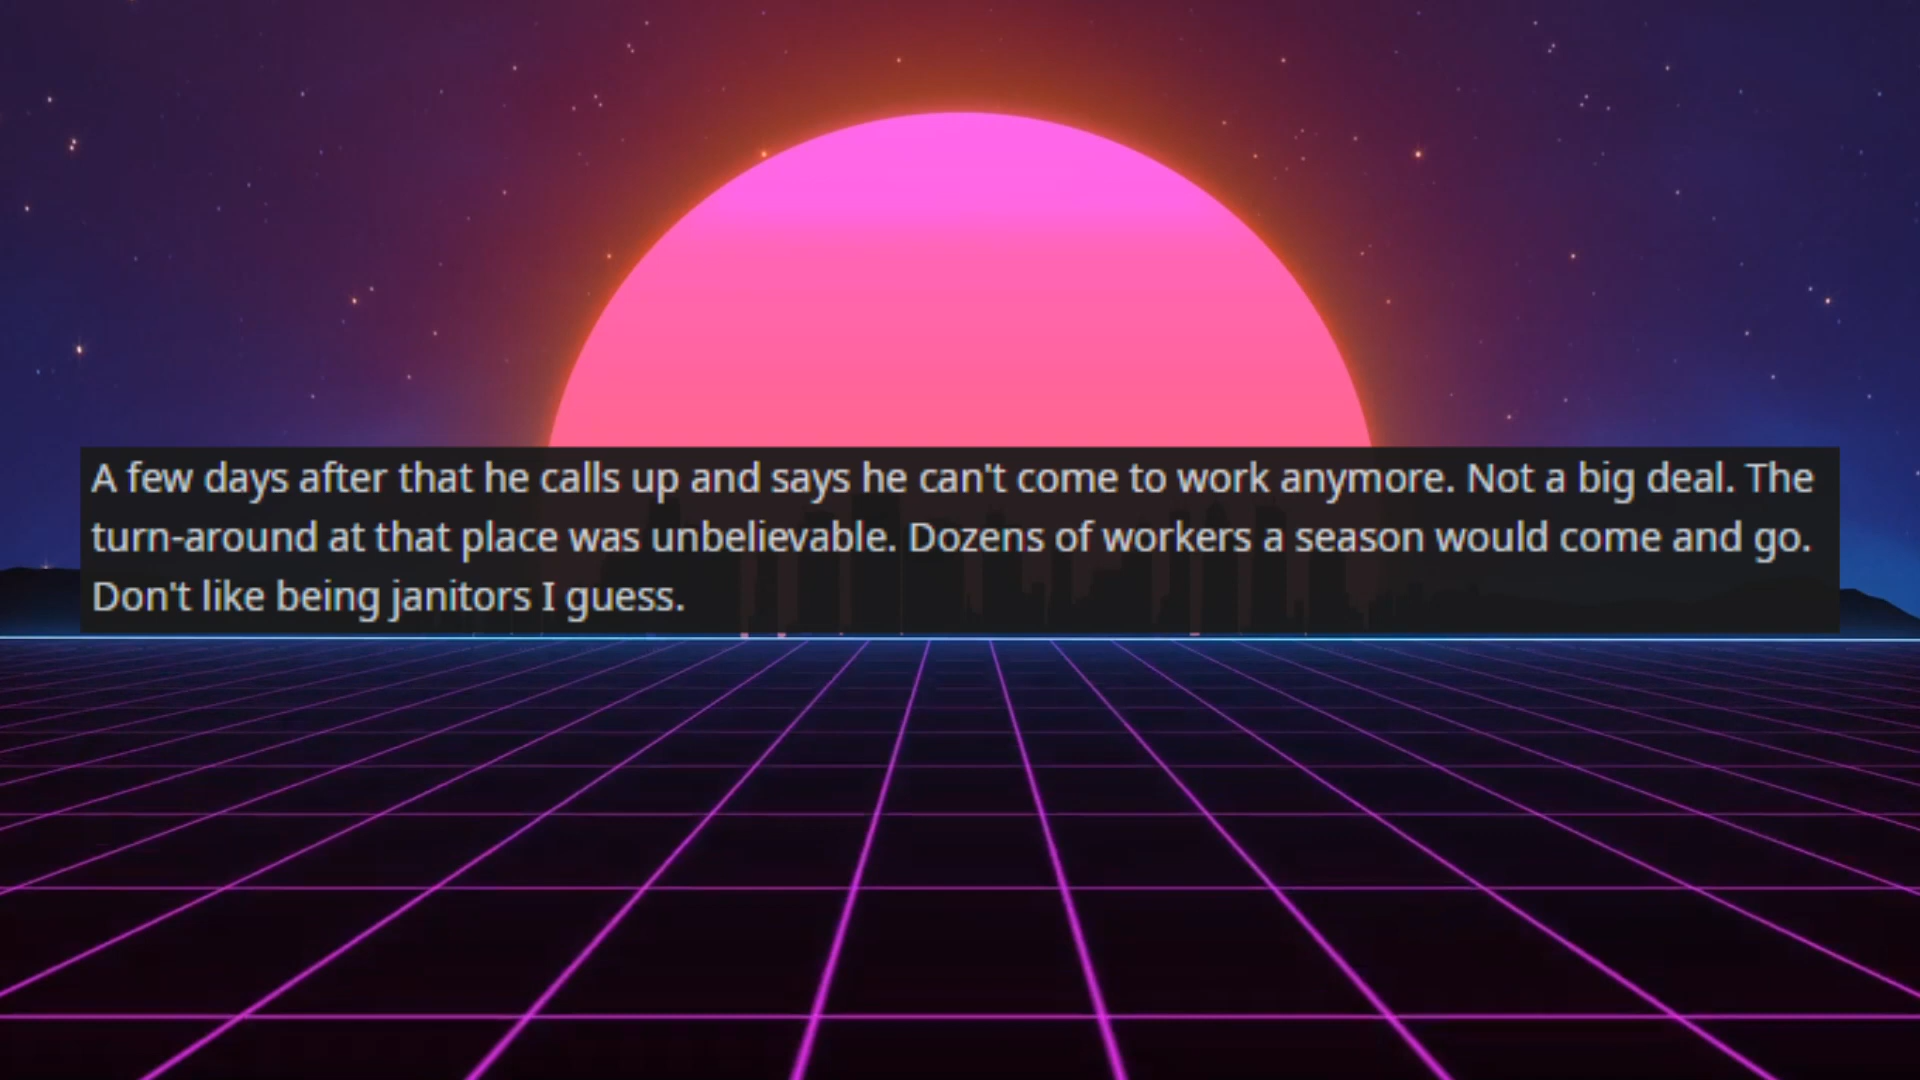 A few days after that he calls up and says he can't come to work anymore. Not a big deal. The
turn-around at that place was unbelievable. Dozens of workers a season would come and go.
Don't like being janitors I guess.